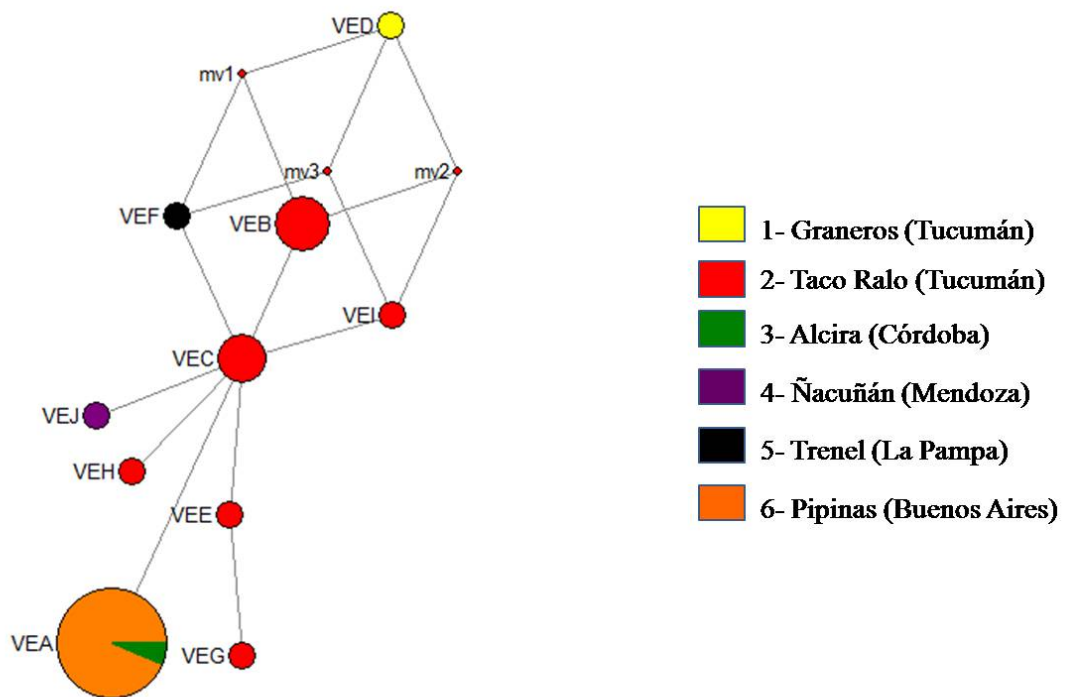 VED
mv1
mv3
mv2
VEF
VEB
VEI
VEC
VEJ
VEH
VEE
VEA
VEG
1- Graneros (Tucumán)
2- Taco Ralo (Tucumán)
3- Alcira (Córdoba)
4- Ñacuñán (Mendoza)
5- Trenel (La Pampa)
6- Pipinas (Buenos Aires)